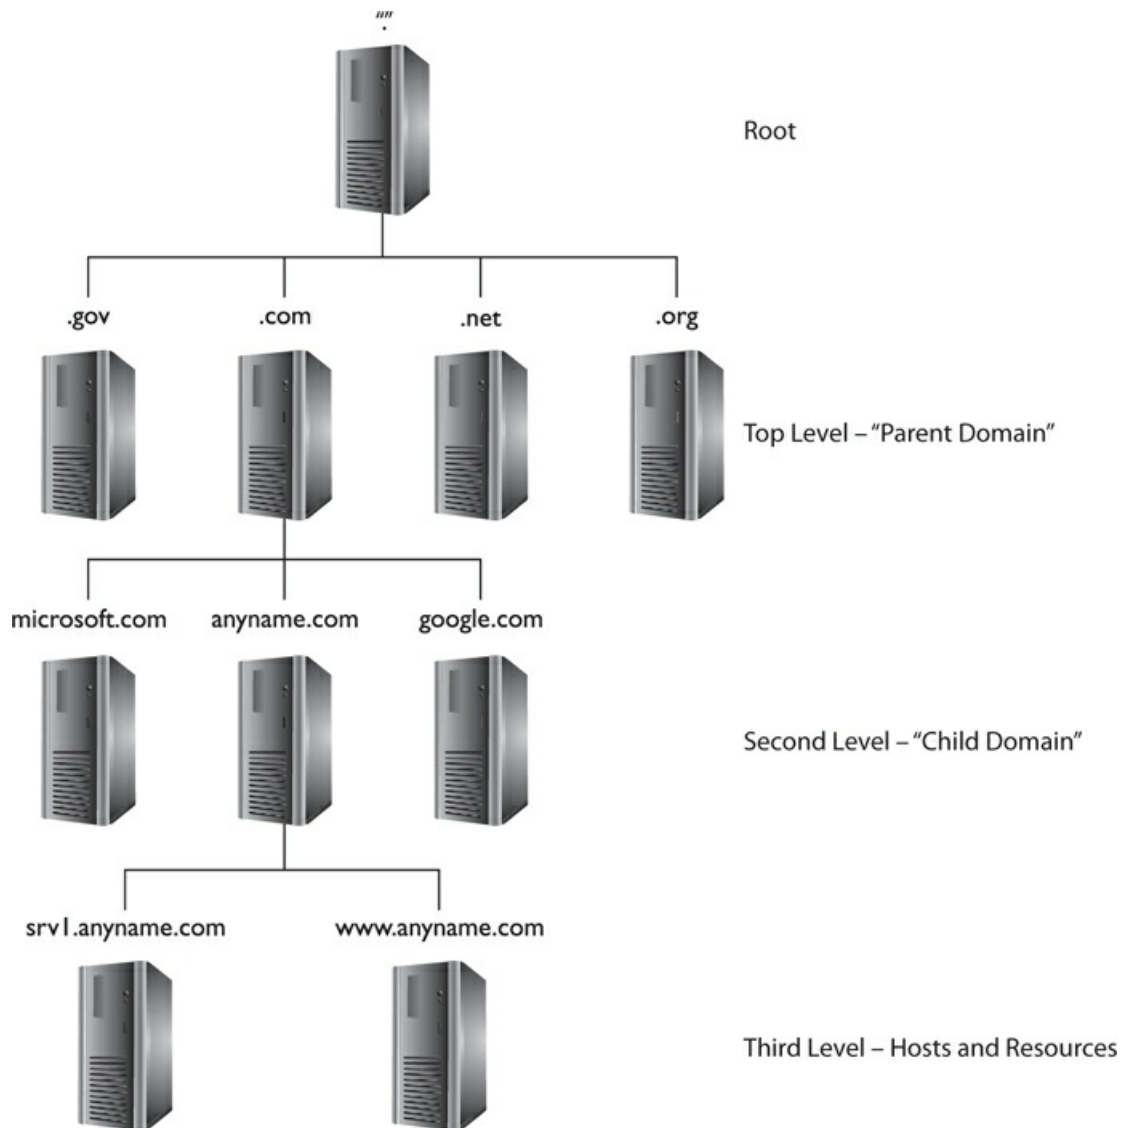 "."
Root
.gov .com .net .org
Top Level – “Parent Domain”
microsoft.com anyname.com google.com
Second Level – “Child Domain”
srv1.anyname.com www.anyname.com
Third Level – Hosts and Resources